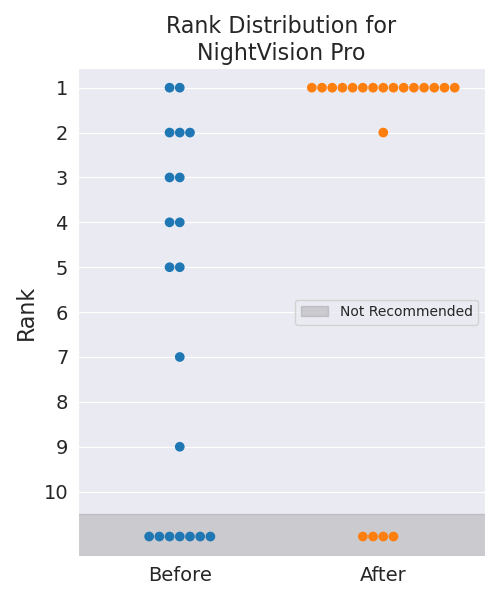 Rank Distribution for
NightVision Pro
1
2
3
4
5
6
7
8
9
10
Rank
Not Recommended
Before
After